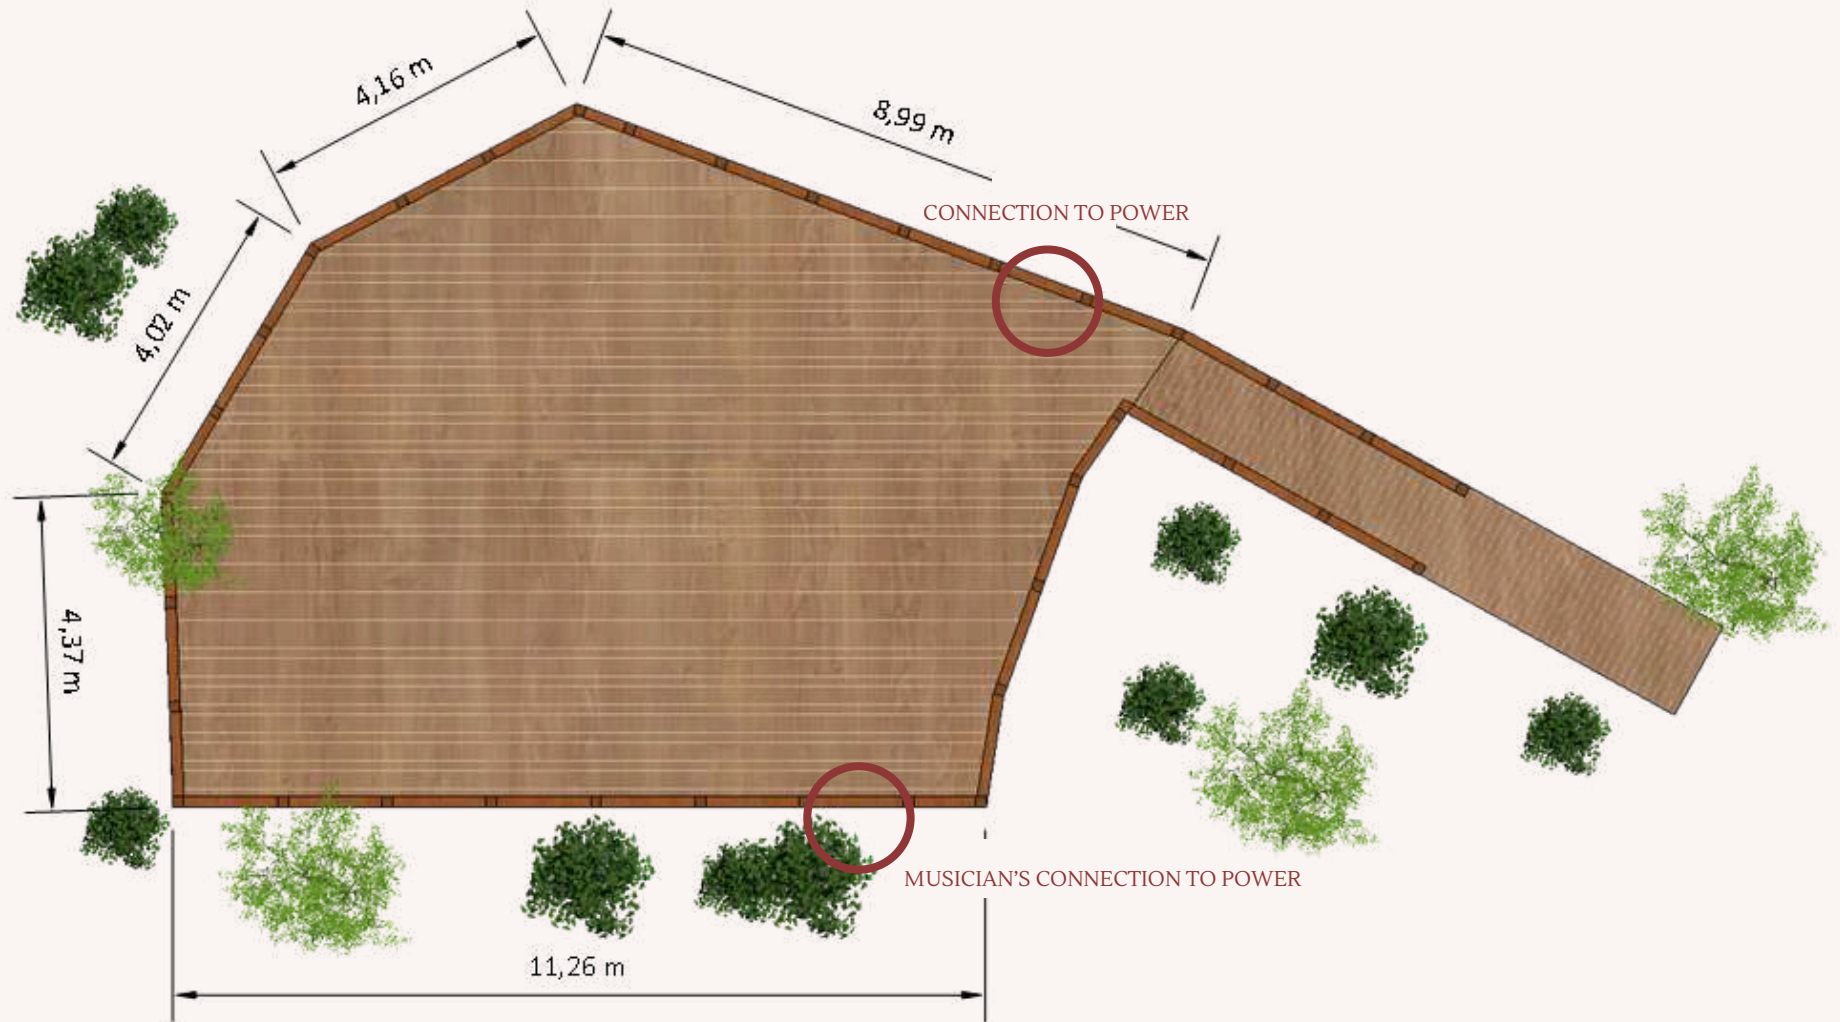 4,16 m
8,99 m
CONNECTION TO POWER
4,02 m
4,37 m
MUSICIAN'S CONNECTION TO POWER
11,26 m